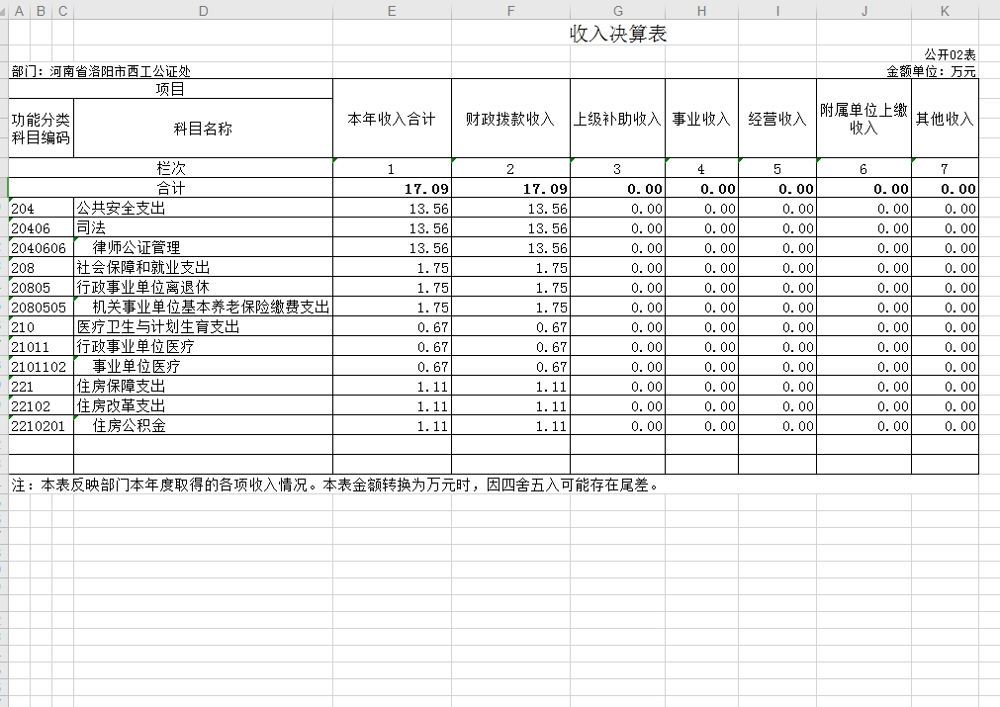 A B C D E F G H I J K
收入决算表
公开02表
部门：河南省洛阳市西工公证处 金额单位：万元
项目 本年收入合计 财政拨款收入 上级补助收入 事业收入 经营收入 附属单位上缴 其他收入
收入
功能分类 科目名称
科目编码
栏次 1 2 3 4 5 6 7
合计 17.09 17.09 0.00 0.00 0.00 0.00 0.00
204 公共安全支出 13.56 13.56 0.00 0.00 0.00 0.00 0.00
20406 司法 13.56 13.56 0.00 0.00 0.00 0.00 0.00
2040606 律师公证管理 13.56 13.56 0.00 0.00 0.00 0.00 0.00
208 社会保障和就业支出 1.75 1.75 0.00 0.00 0.00 0.00 0.00
20805 行政事业单位离退休 1.75 1.75 0.00 0.00 0.00 0.00 0.00
2080505 机关事业单位基本养老保险缴费支出 1.75 1.75 0.00 0.00 0.00 0.00 0.00
210 医疗卫生与计划生育支出 0.67 0.67 0.00 0.00 0.00 0.00 0.00
21011 行政事业单位医疗 0.67 0.67 0.00 0.00 0.00 0.00 0.00
2101102 事业单位医疗 0.67 0.67 0.00 0.00 0.00 0.00 0.00
221 住房保障支出 1.11 1.11 0.00 0.00 0.00 0.00 0.00
22102 住房改革支出 1.11 1.11 0.00 0.00 0.00 0.00 0.00
2210201 住房公积金 1.11 1.11 0.00 0.00 0.00 0.00 0.00
注：本表反映部门本年度取得的各项收入情况。本表金额转换为万元时，因四舍五入可能存在尾差。